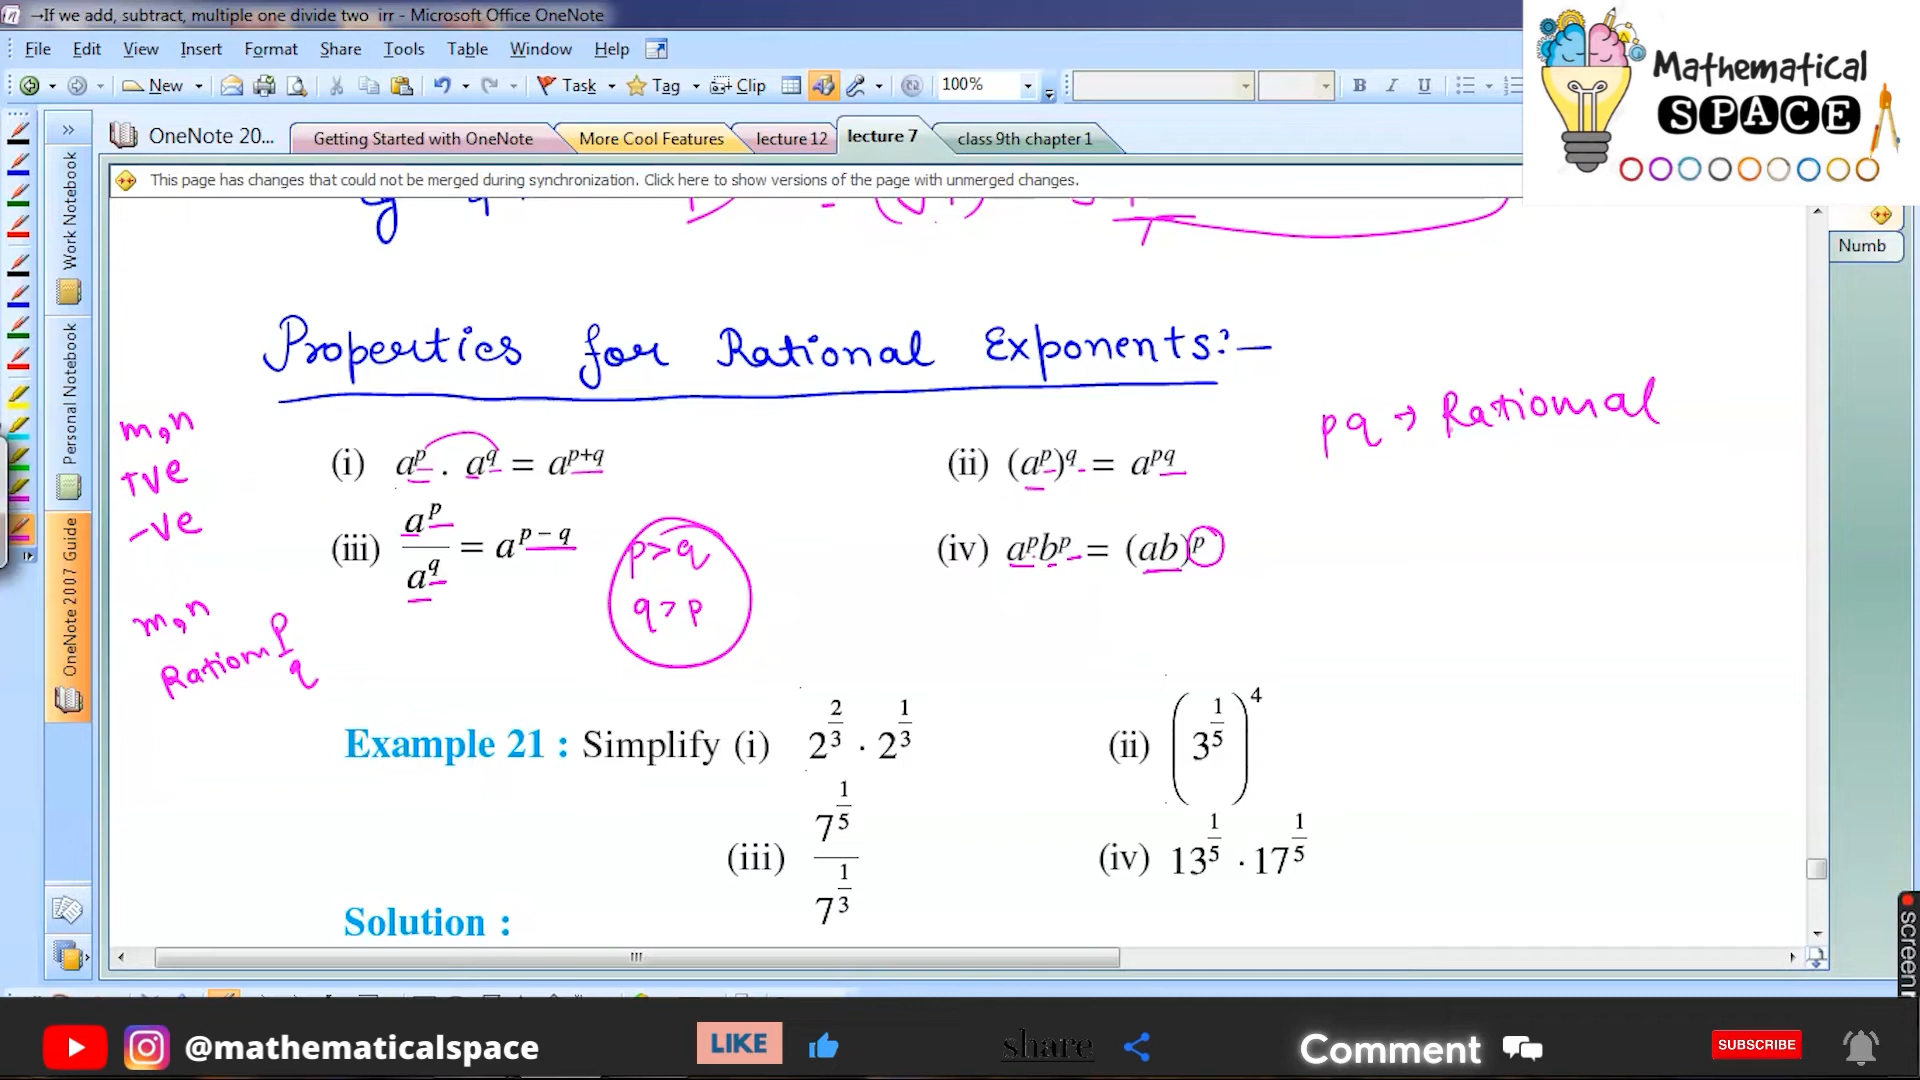 →If we add, subtract, multiple one divide two irr - Microsoft Office OneNote
File Edit View Insert Format Share Tools Table Window Help
New Task Tag Clip 100% B I U
Mathematical
SPACE
OneNote 20... Getting Started with OneNote More Cool Features lecture 12 lecture 7 class 9th chapter 1
This page has changes that could not be merged during synchronization. Click here to show versions of the page with unmerged changes.
Numb
Work Notebook
Personal Notebook
OneNote 2007 Guide
Properties for Rational Exponents:-
pq → Rational
m,n
+ve
-ve
(i) a^p . a^q = a^{p+q} (ii) (a^p)^q = a^{pq}
(iii) a^p / a^q = a^{p - q} p>q (iv) a^p b^p = (ab)^p
q>p
m,n
Ration p/q
Example 21 : Simplify (i) 2^{2/3} · 2^{1/3} (ii) (3^{1/5})^4
(iii) 7^{1/5} / 7^{1/3} (iv) 13^{1/5} · 17^{1/5}
Solution :
@mathematicalspace LIKE share Comment SUBSCRIBE